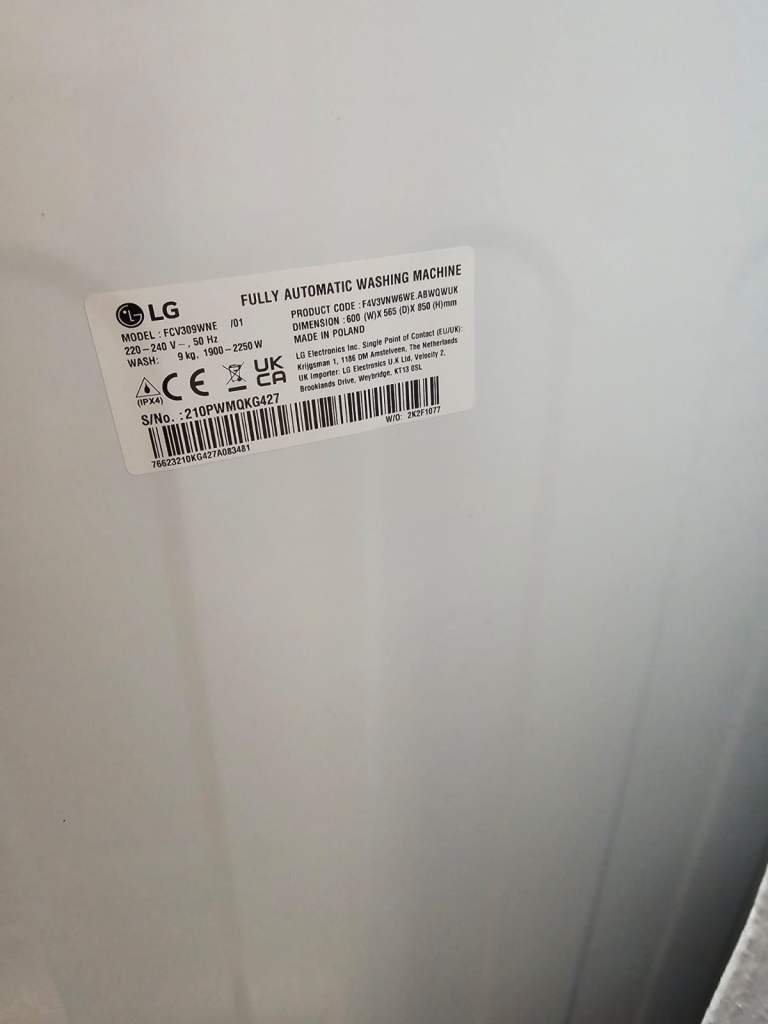 LG
FULLY AUTOMATIC WASHING MACHINE
MODEL : FCV309WNE /01
220-240 V~, 50 Hz
WASH: 9 kg, 1900-2250 W
PRODUCT CODE : F4V3VNW6WE.ABWQWUK
DIMENSION : 600 (W)X 565 (D)X 850 (H)mm
MADE IN POLAND
LG Electronics Inc. Single Point of Contact (EU/UK):
Krijgsman 1, 1186 DM Amstelveen, The Netherlands
UK Importer: LG Electronics U.K Ltd, Velocity 2,
Brooklands Drive, Weybridge, KT13 0SL
(IPX4)
CE
UK
CA
S/No. : 210PWMQKG427
76623210KG427A083481
W/O: 2K2F1077